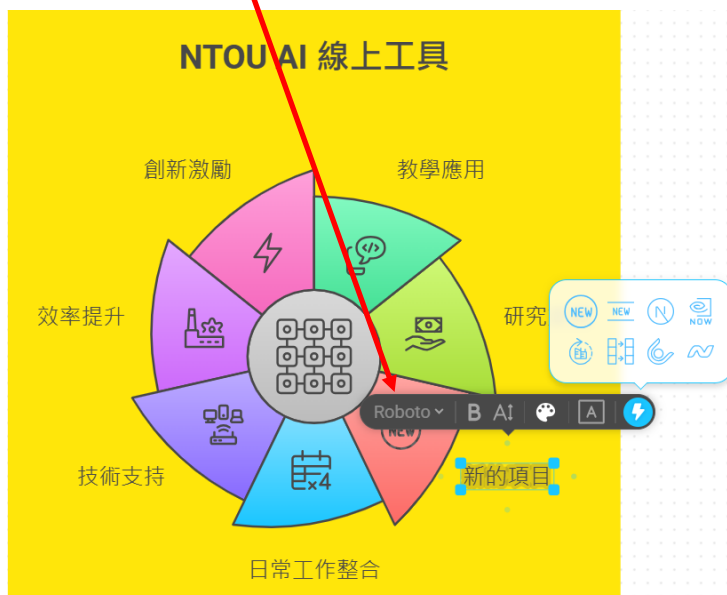 NTOU AI 線上工具
創新激勵
教學應用
效率提升
研究
NEW
NEW
NOW
Roboto
B A
A
NEW
x4
技術支持
新的項目
日常工作整合